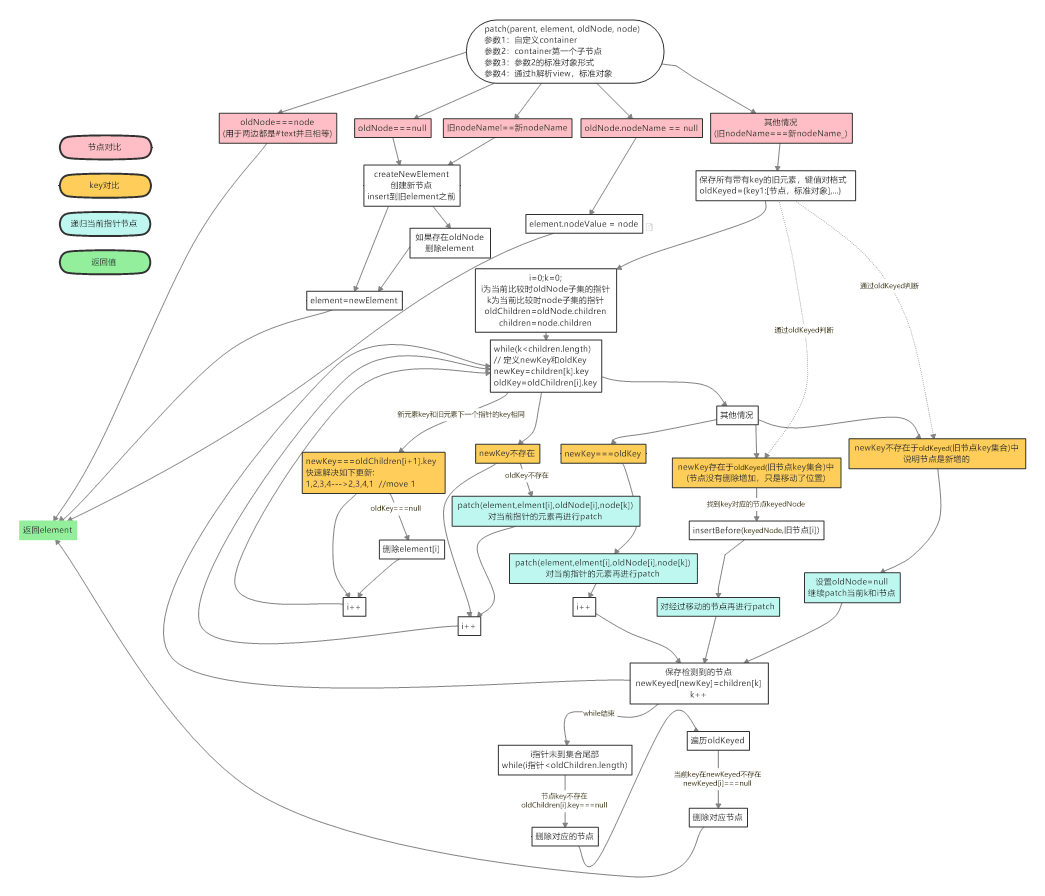 patch(parent, element, oldNode, node)
参数1：自定义container
参数2：container第一个子节点
参数3：参数2的标准对象形式
参数4：通过h解析view，标准对象
oldNode===node
(用于两边都是#text并且相等)
oldNode===null
旧nodeName!==新nodeName
oldNode.nodeName == null
其他情况
(旧nodeName===新nodeName_)
节点对比
key对比
递归当前指针节点
返回值
createNewElement
创建新节点
insert到旧element之前
保存所有带有key的旧元素，键值对格式
oldKeyed={key1:[节点，标准对象],...}
如果存在oldNode
删除element
element.nodeValue = node
element=newElement
i=0;k=0;
i为当前比较时oldNode子集的指针
k为当前比较时node子集的指针
oldChildren=oldNode.children
children=node.children
通过oldKeyed判断
通过oldKeyed判断
while(k<children.length)
// 定义newKey和oldKey
newKey=children[k].key
oldKey=oldChildren[i].key
新元素key和旧元素下一个指针的key相同
其他情况
newKey===oldChildren[i+1].key
快速解决如下更新:
1,2,3,4--->2,3,4,1  //move 1
newKey不存在
newKey===oldKey
newKey存在于oldKeyed(旧节点key集合)中
(节点没有删除增加，只是移动了位置)
newKey不存在于oldKeyed(旧节点key集合)中
说明节点是新增的
oldKey不存在
oldKey===null
patch(element,elment[i],oldNode[i],node[k])
对当前指针的元素再进行patch
找到key对应的节点keyedNode
insertBefore(keyedNode,旧节点[i])
返回element
删除element[i]
patch(element,elment[i],oldNode[i],node[k])
对当前指针的元素再进行patch
设置oldNode=null
继续patch当前k和i节点
i++
i++
i++
对经过移动的节点再进行patch
保存检测到的节点
newKeyed[newKey]=children[k]
k++
while结束
i指针未到集合尾部
while(i指针<oldChildren.length)
遍历oldKeyed
节点key不存在
oldChildren[i].key===null
当前key在newKeyed不存在
newKeyed[i]===null
删除对应的节点
删除对应节点